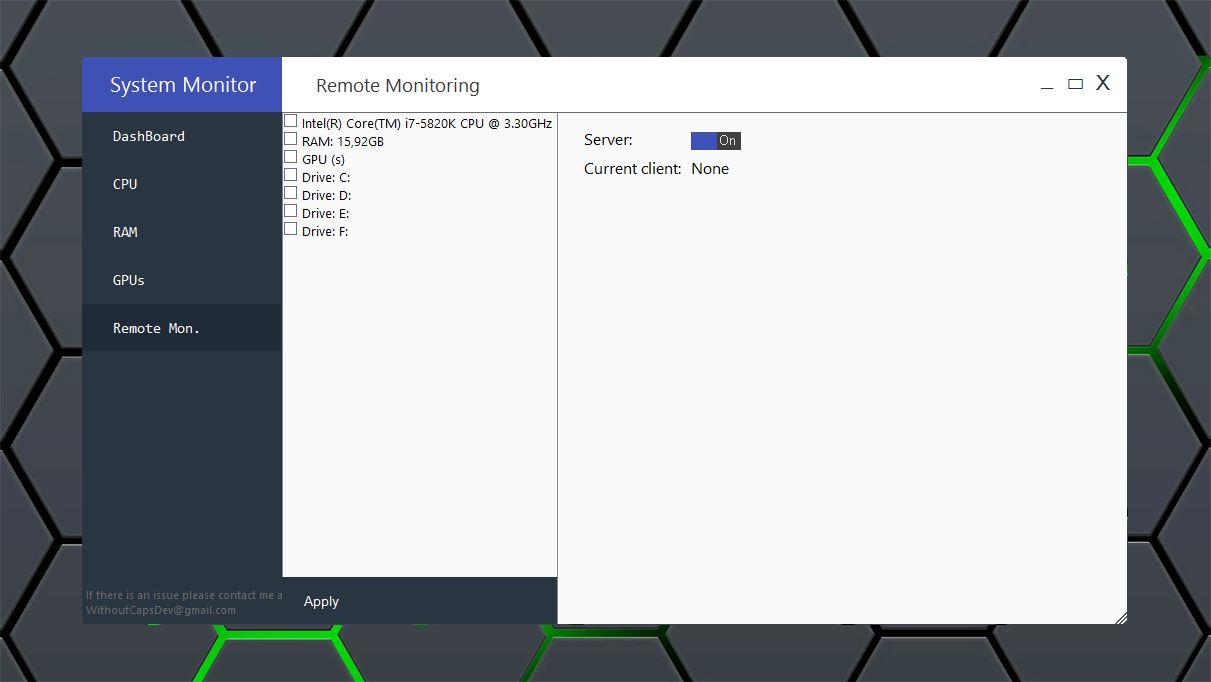 System Monitor
Remote Monitoring
DashBoard
CPU
RAM
GPUs
Remote Mon.
If there is an issue please contact me a
WithoutCapsDev@gmail.com
Intel(R) Core(TM) i7-5820K CPU @ 3.30GHz
RAM: 15,92GB
GPU (s)
Drive: C:
Drive: D:
Drive: E:
Drive: F:
Apply
Server: On
Current client: None